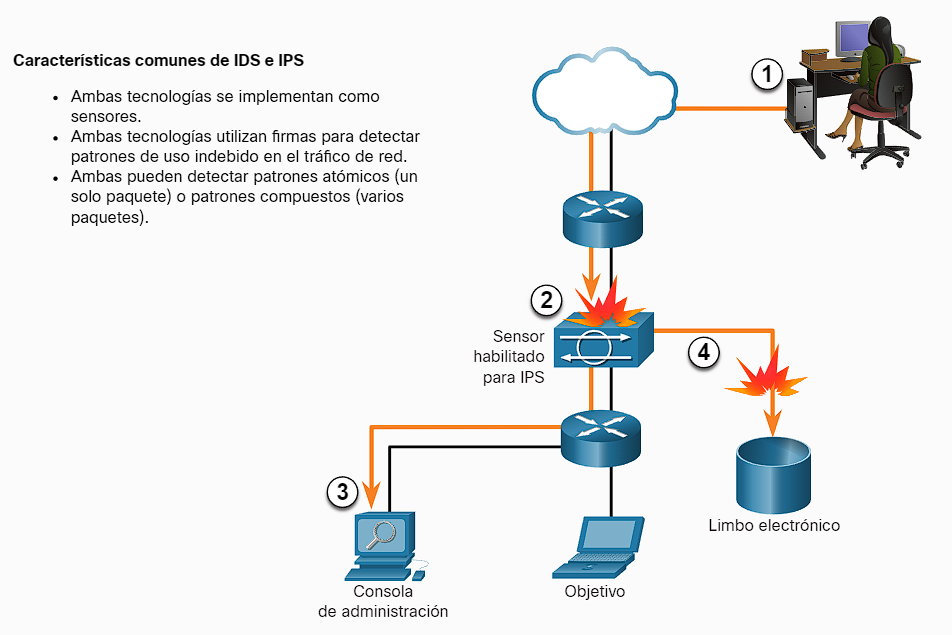 Características comunes de IDS e IPS
• Ambas tecnologías se implementan como
sensores.
• Ambas tecnologías utilizan firmas para detectar
patrones de uso indebido en el tráfico de red.
• Ambas pueden detectar patrones atómicos (un
solo paquete) o patrones compuestos (varios
paquetes).
1
2
Sensor
habilitado
para IPS
4
3
Limbo electrónico
Consola
de administración
Objetivo